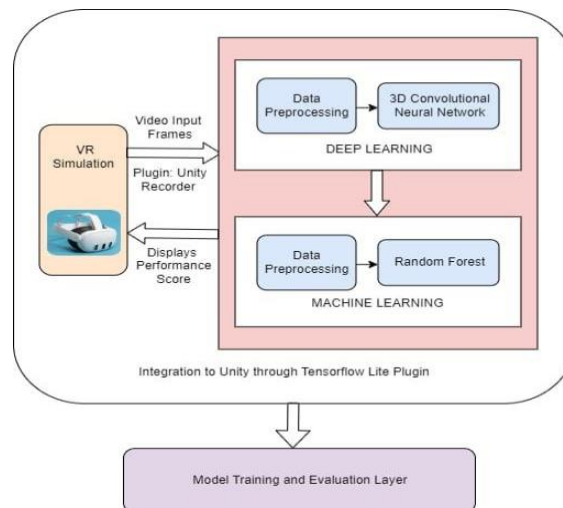 Data
Preprocessing
3D Convolutional
Neural Network
DEEP LEARNING
Video Input
Frames
VR
Simulation
Plugin: Unity
Recorder
Displays
Performance
Score
Data
Preprocessing
Random Forest
MACHINE LEARNING
Integration to Unity through Tensorflow Lite Plugin
Model Training and Evaluation Layer